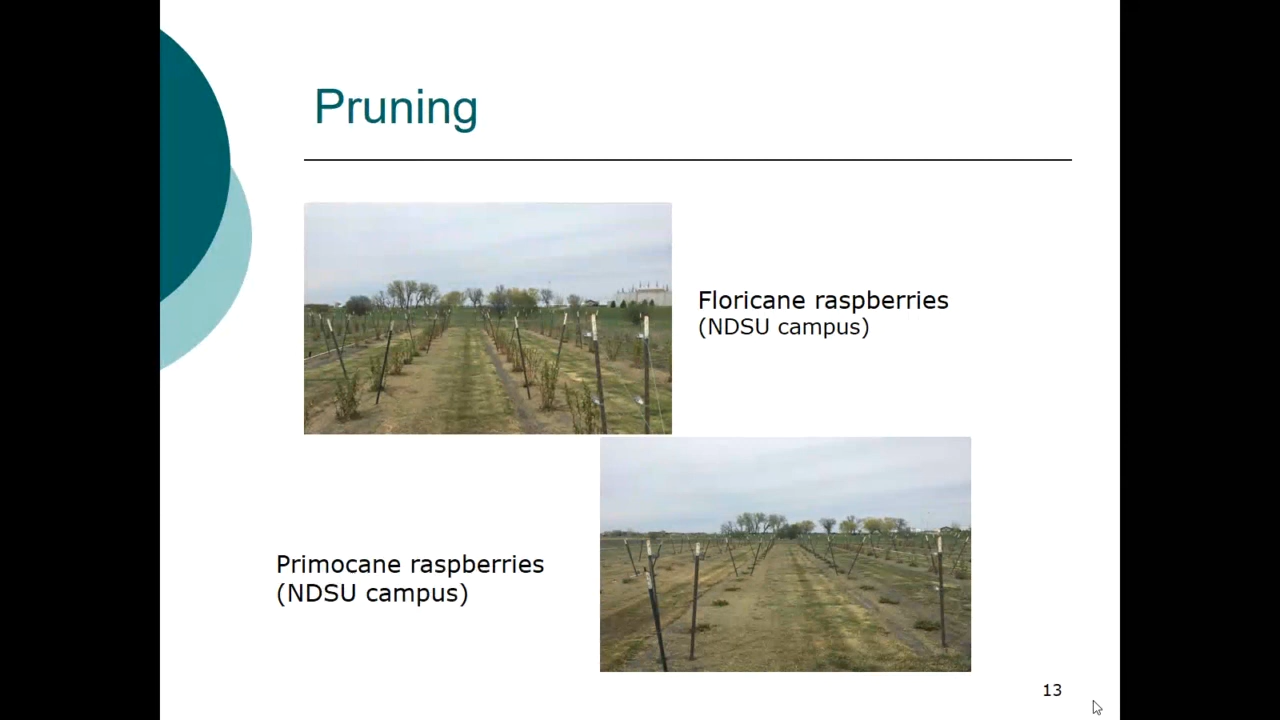 Pruning
Floricane raspberries
(NDSU campus)
Primocane raspberries
(NDSU campus)
13